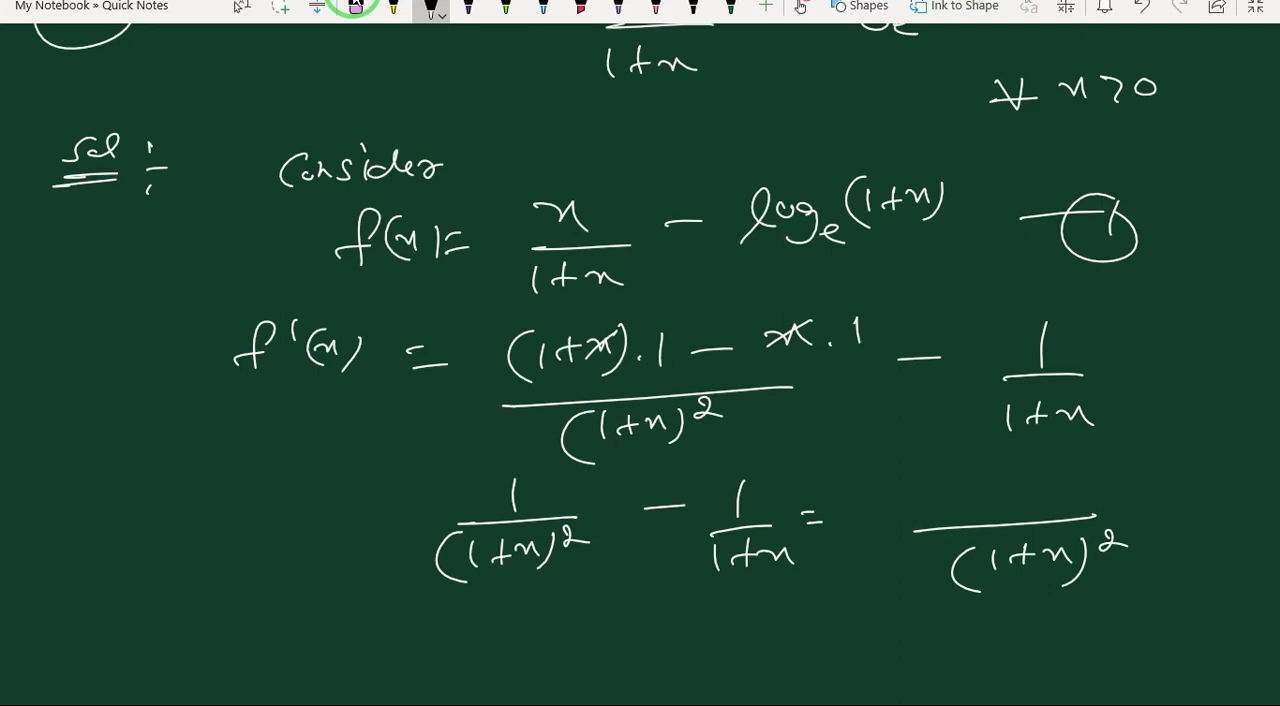 My Notebook » Quick Notes Shapes Ink to Shape
1+x
∀ x>0
Sol :- Consider
f(x)= x/(1+x) - logₑ(1+x) — ①
f'(x) = ((1+x).1 - x.1)/(1+x)² - 1/(1+x)
1/(1+x)² - 1/(1+x) = /(1+x)²